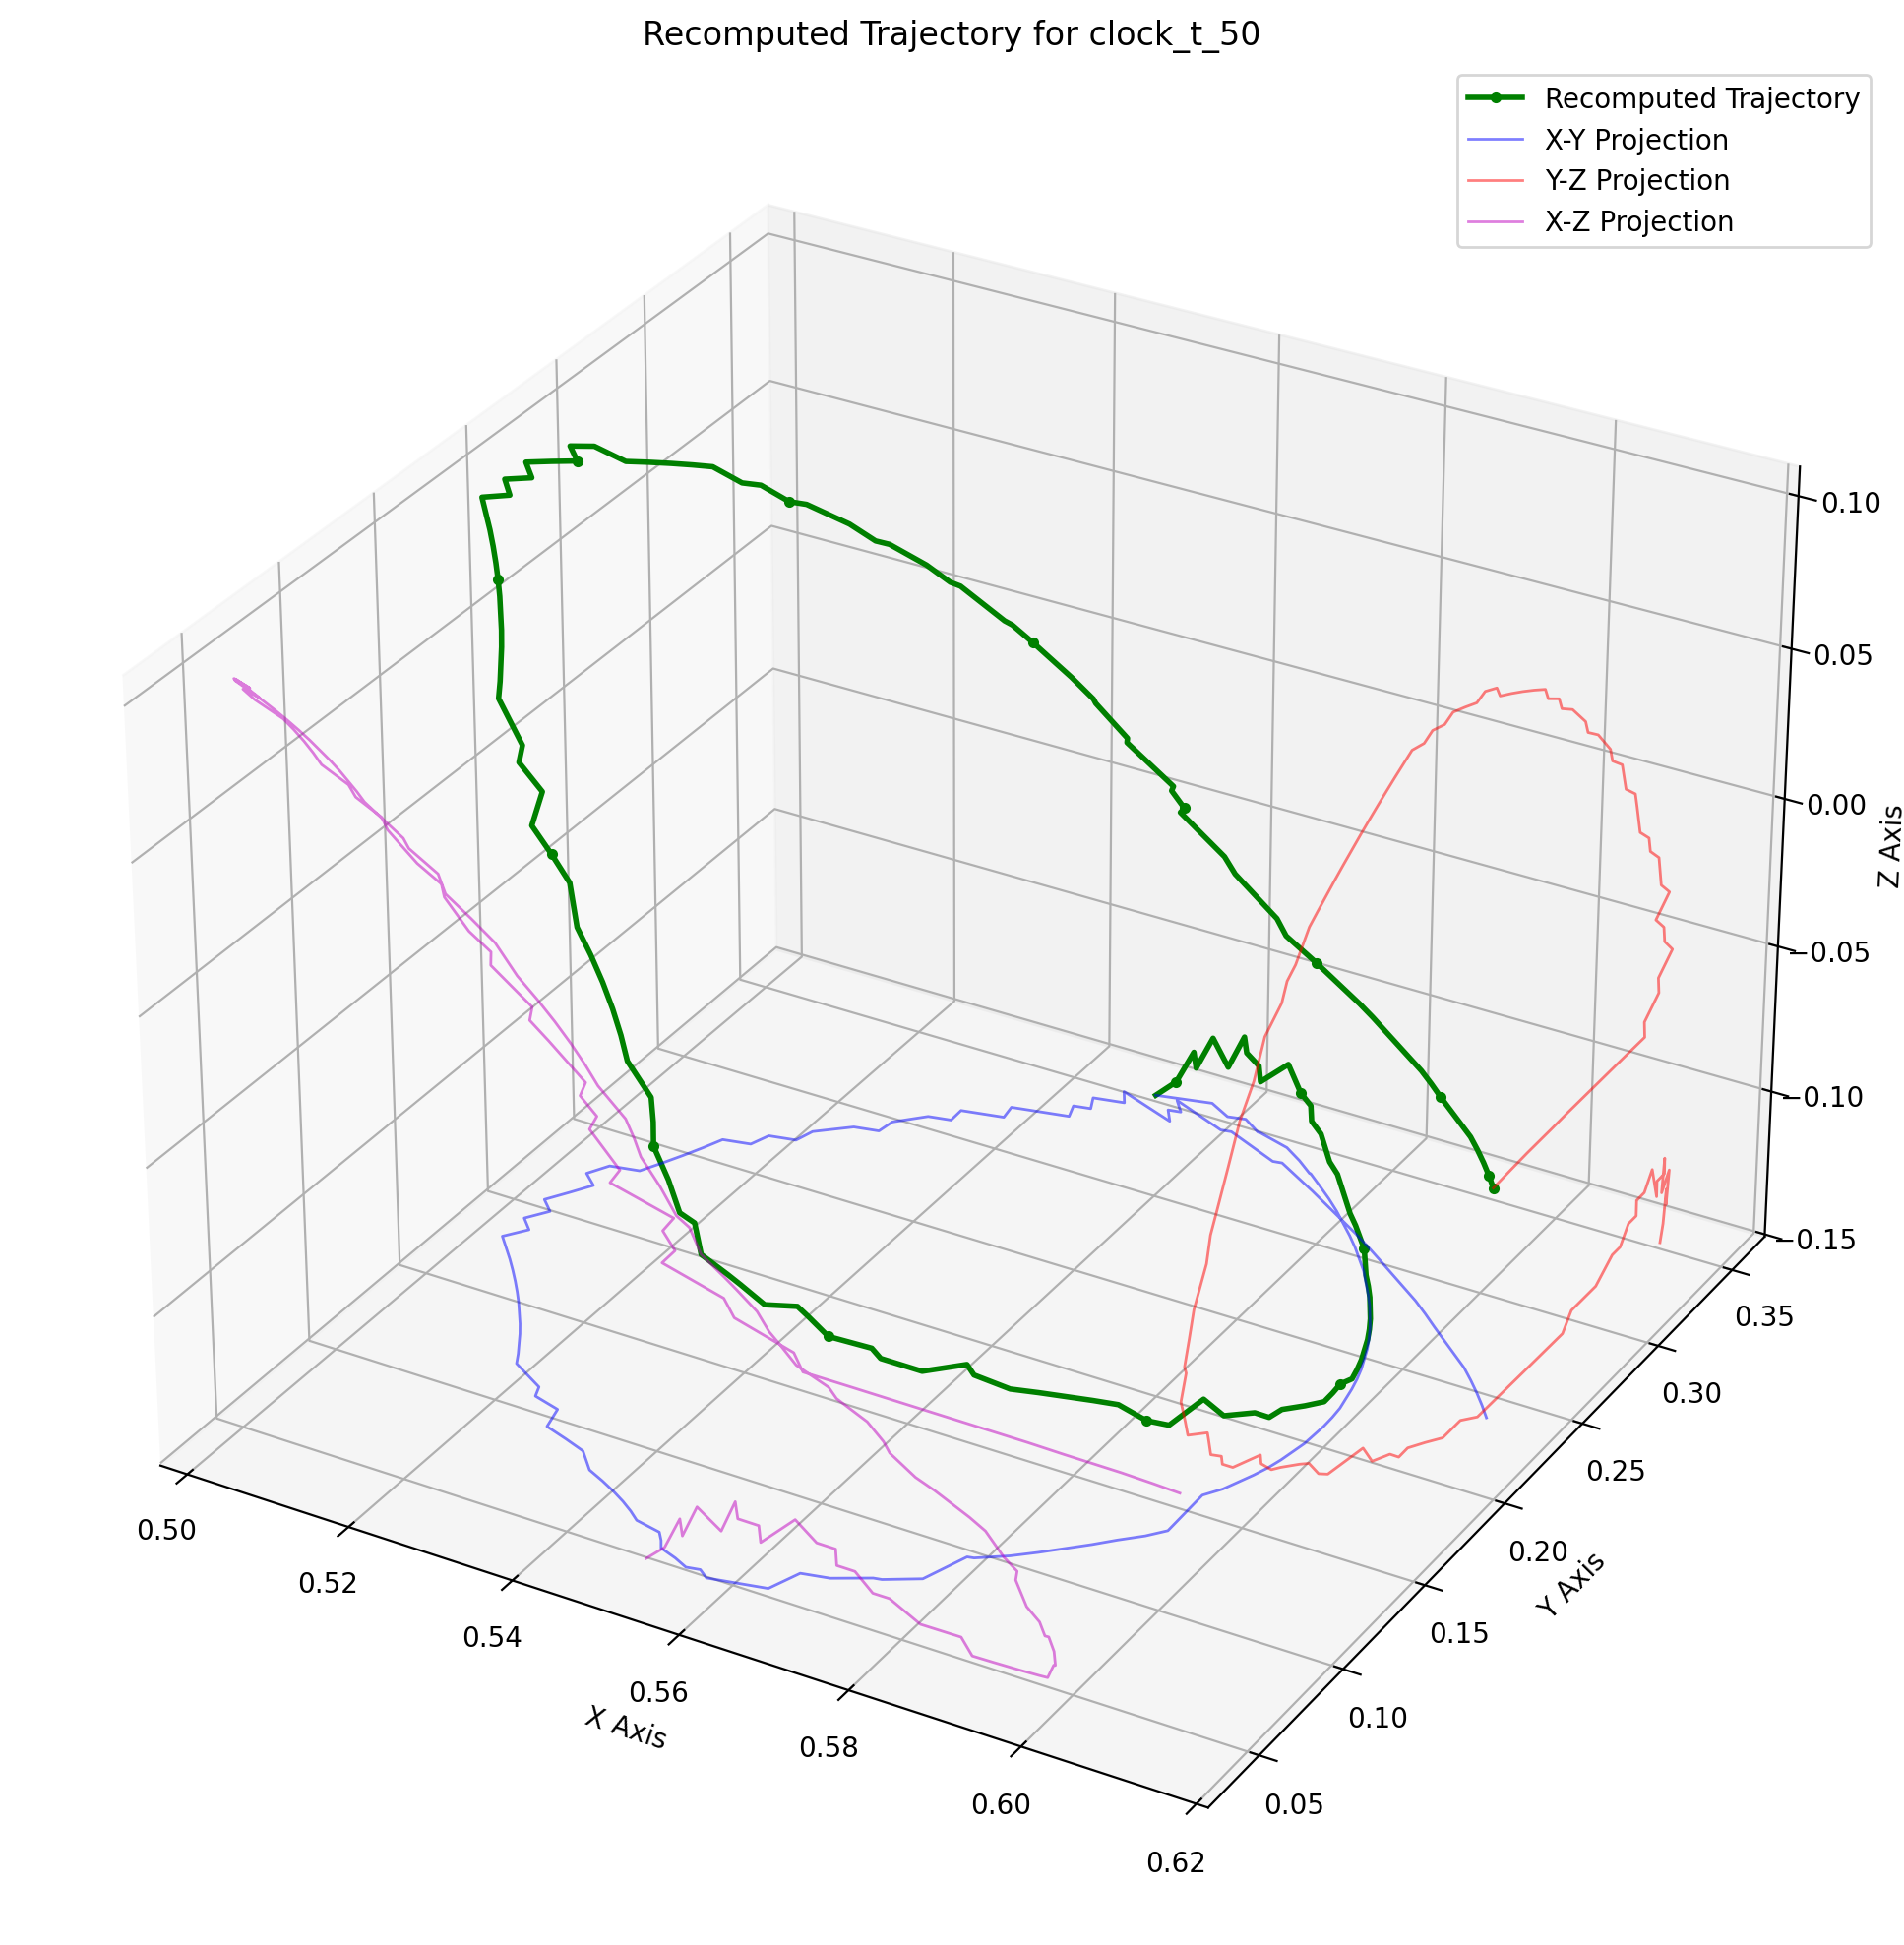 Recomputed Trajectory for clock_t_50
Recomputed Trajectory
X-Y Projection
Y-Z Projection
X-Z Projection
0.10
0.05
0.00
Z Axis
−0.05
−0.10
−0.15
0.35
0.30
0.25
0.20
Y Axis
0.15
0.10
0.05
0.50
0.52
0.54
0.56
X Axis
0.58
0.60
0.62